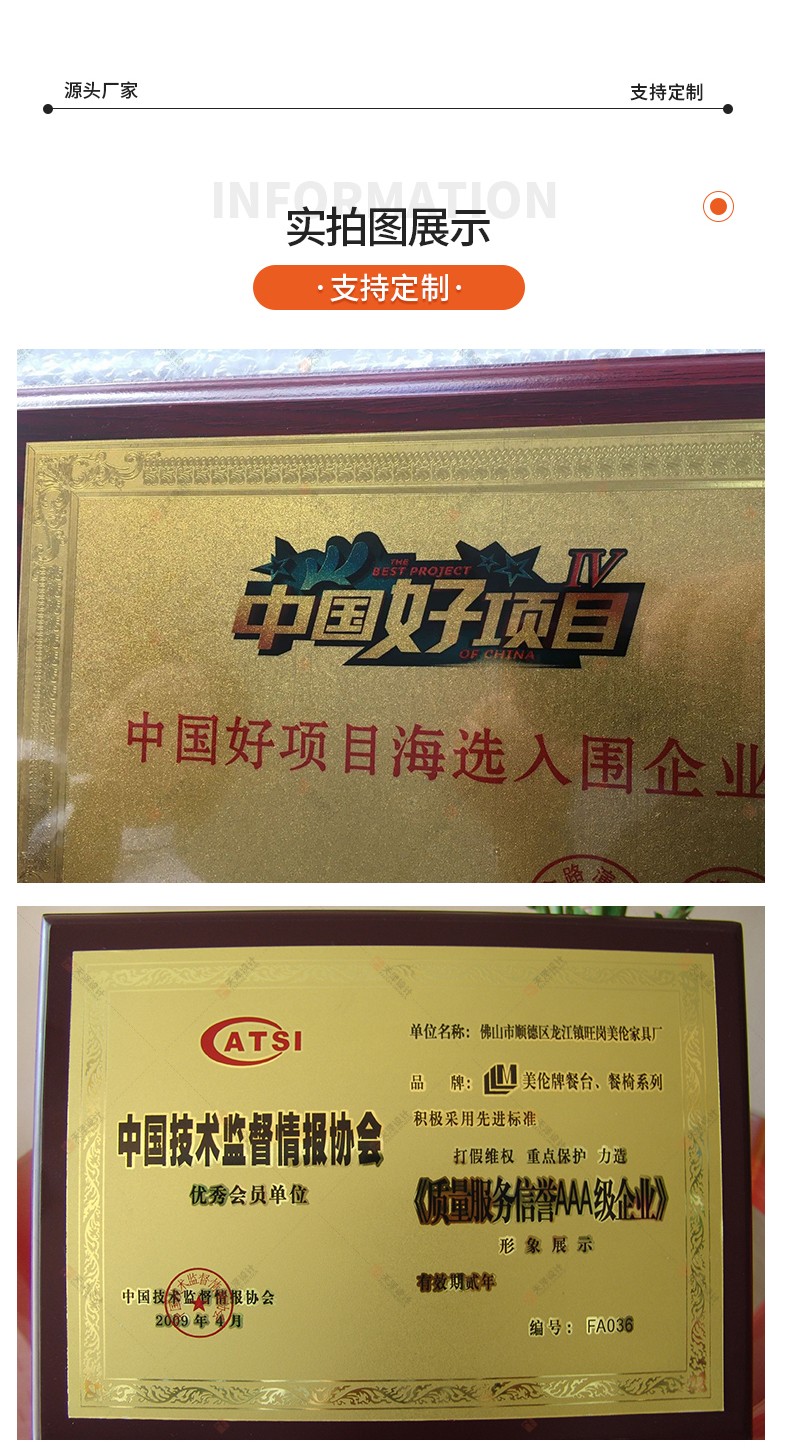 源头厂家
支持定制
INFORMATION
实拍图展示
·支持定制·
THE
BEST PROJECT
IV
中国好项目
OF CHINA
中国好项目海选入围企业
路演
ATSI
中国技术监督情报协会
优秀会员单位
中国技术监督情报协会
2009 年 4 月
单位名称：佛山市顺德区龙江镇旺岗美伦家具厂
品 牌：LM 美伦牌餐台、餐椅系列
积极采用先进标准
打假维权 重点保护 力造
《质量服务信誉AAA级企业》
形 象 展 示
有效期贰年
编号：FA036